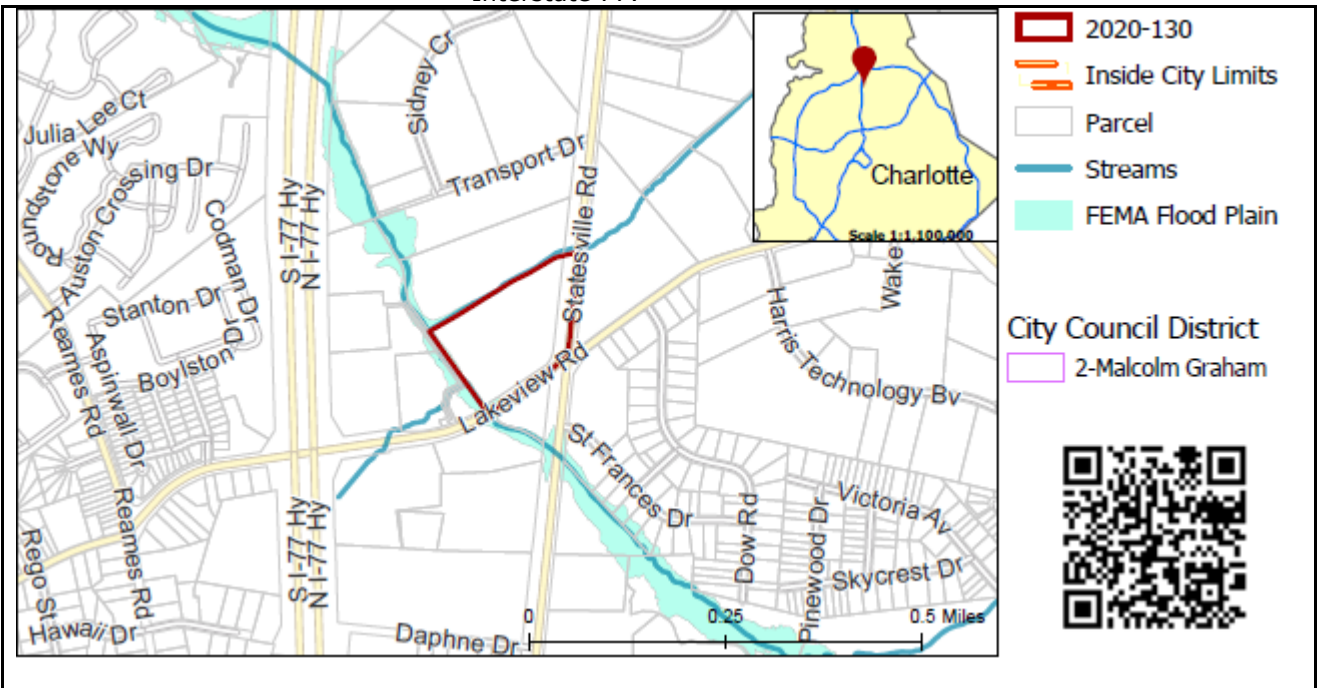 2020-130
Inside City Limits
Parcel
Streams
FEMA Flood Plain
City Council District
2-Malcolm Graham
Charlotte
Scale 1:1,100,000
Julia Lee Ct
Roundstone Wy
Auston Crossing Dr
Codman Dr
Stanton Dr
Dr
Boylston
Aspinwall Dr
Reames Rd
Reames Rd
Rego St
Hawaii Dr
S I-77 Hy
N I-77 Hy
S I-77 Hy
N I-77 Hy
Sidney Cr
Transport Dr
Statesville Rd
Lakeview Rd
Wake
Harris Technology Bv
St Frances Dr
Dow Rd
Pinewood Dr
Victoria Av
Skycrest Dr
Daphne Dr
0 0.25 0.5 Miles